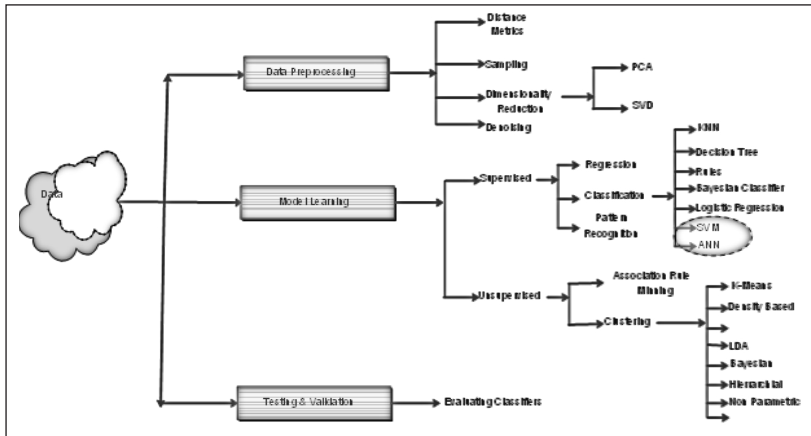 Distance
Metrics
Data Preprocessing
Sampling
PCA
Dimensionality
Reduction
SVD
Denoising
KNN
Decision Tree
Regression
Rules
Supervised
Data
Bayesian Classifier
Classification
Model Learning
Logistic Regression
Pattern
Recognition
SVM
ANN
Association Rule
Minning
K-Means
Unsupervised
Density Based
Clustering
LDA
Bayesian
Hierarchial
Testing & Validation
Evaluating Classifiers
Non Parametric